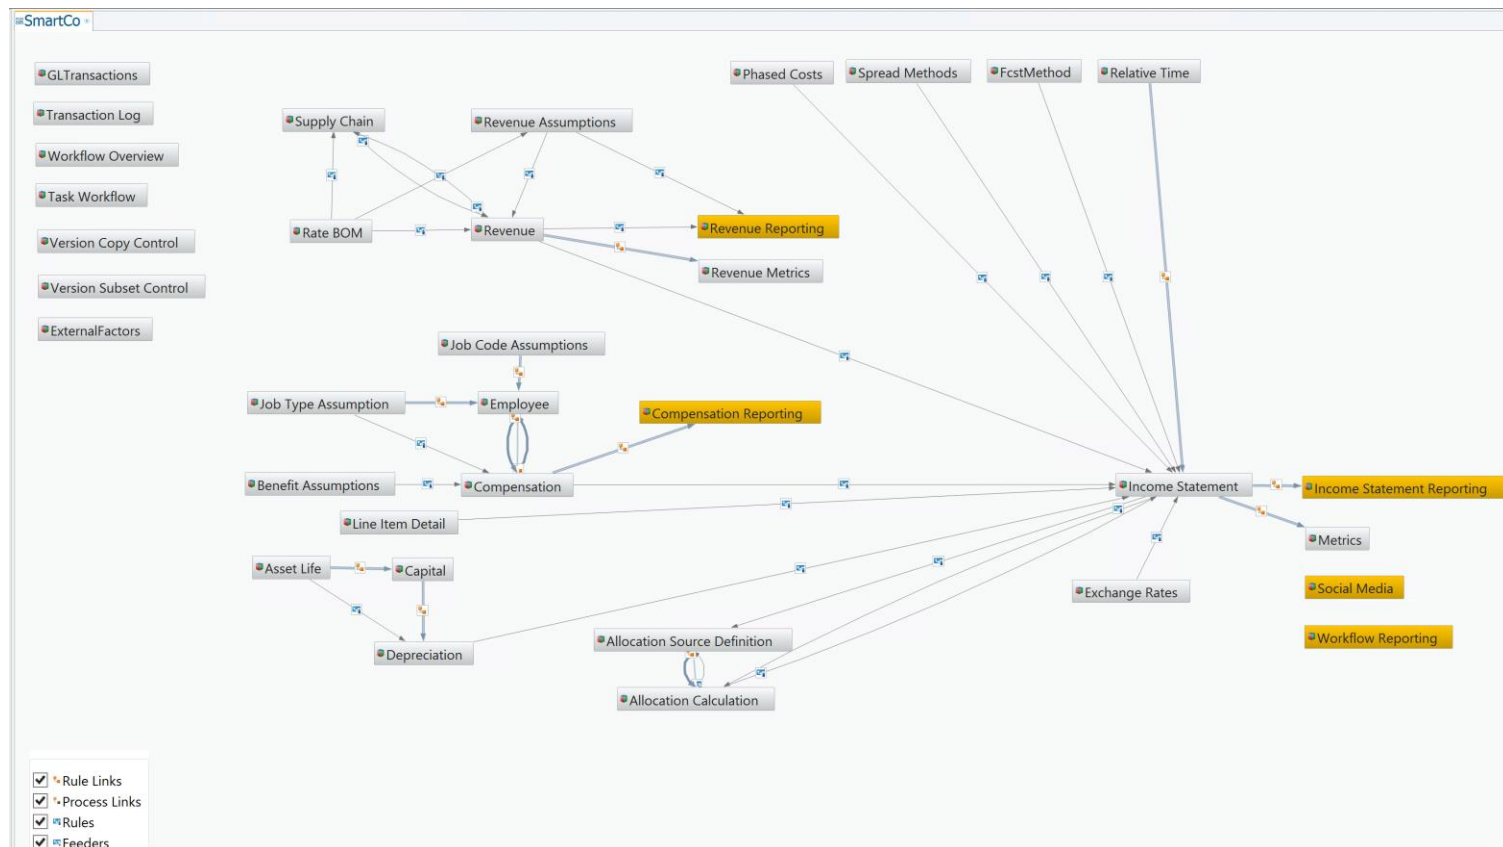 SmartCo
GLTransactions
Transaction Log
Workflow Overview
Task Workflow
Version Copy Control
Version Subset Control
ExternalFactors
Phased Costs
Spread Methods
FcstMethod
Relative Time
Supply Chain
Revenue Assumptions
Rate BOM
Revenue
Revenue Reporting
Revenue Metrics
Job Code Assumptions
Job Type Assumption
Employee
Compensation Reporting
Benefit Assumptions
Compensation
Income Statement
Income Statement Reporting
Line Item Detail
Metrics
Asset Life
Capital
Exchange Rates
Social Media
Depreciation
Allocation Source Definition
Workflow Reporting
Allocation Calculation
Rule Links
Process Links
Rules
Feeders